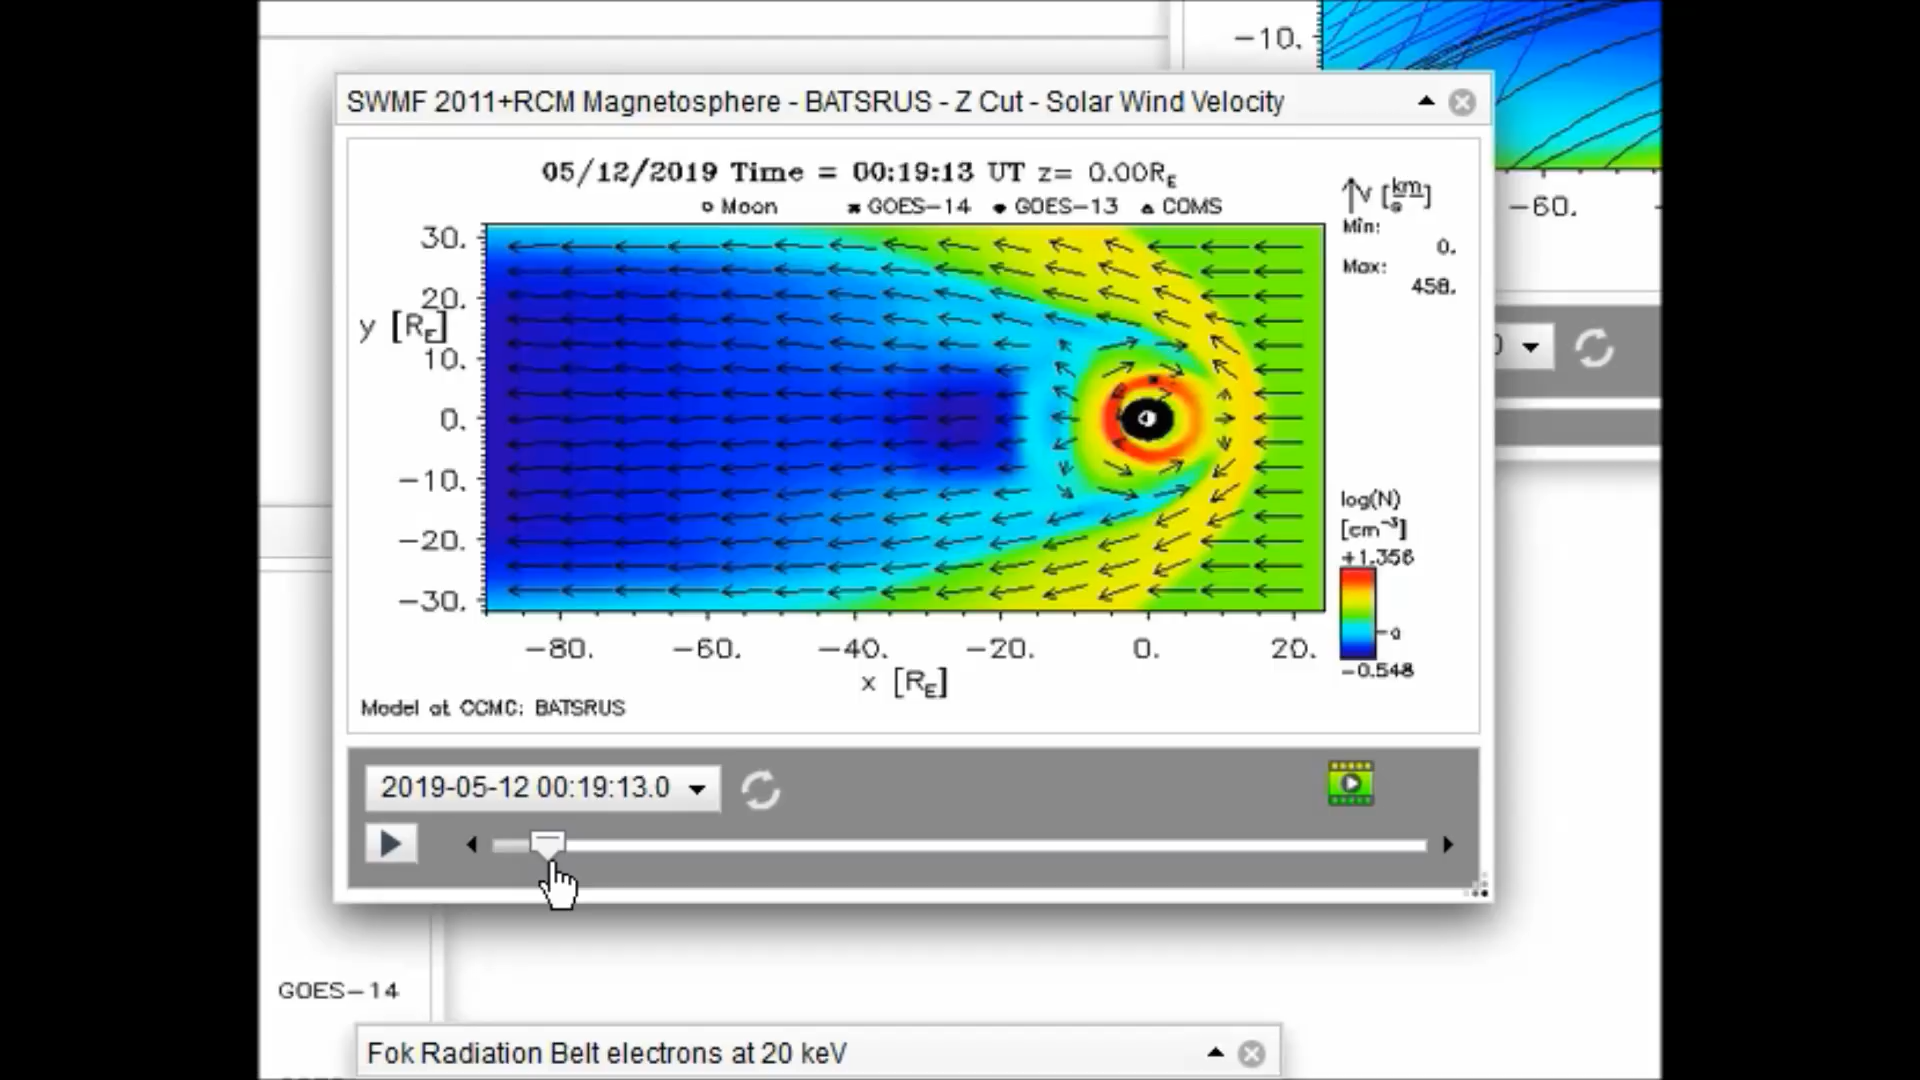 −10.
SWMF 2011+RCM Magnetosphere - BATSRUS - Z Cut - Solar Wind Velocity
05/12/2019 Time = 00:19:13 UT z= 0.00RE
Moon GOES−14 GOES−13 COMS
V [km/s]
Min:
0.
Max:
458.
−60.
30.
20.
y [RE]
10.
0.
−10.
−20.
−30.
log(N)
[cm−3]
+1.356
0
−0.548
−80. −60. −40. −20. 0. 20.
x [RE]
Model at CCMC: BATSRUS
2019-05-12 00:19:13.0
GOES−14
Fok Radiation Belt electrons at 20 keV